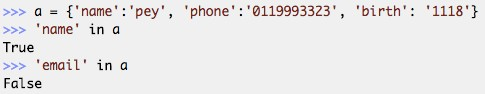 >>> a = {'name':'pey', 'phone':'0119993323', 'birth': '1118'}
>>> 'name' in a
True
>>> 'email' in a
False